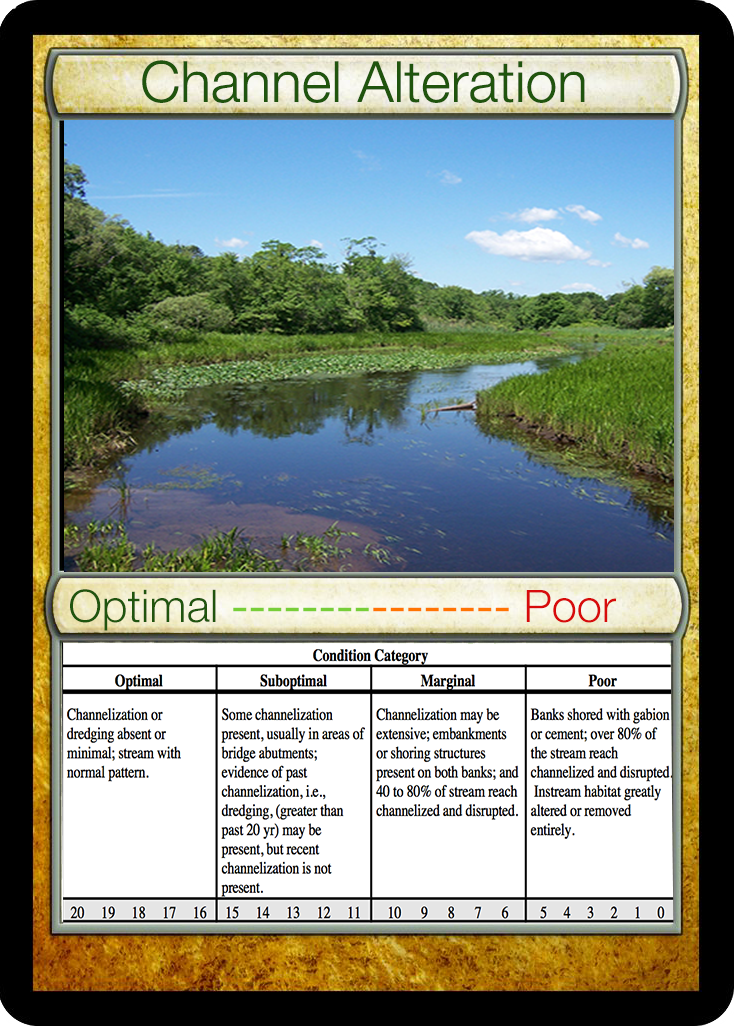 Channel Alteration
Optimal ------------------ Poor
Condition Category
Optimal Suboptimal Marginal Poor
Channelization or
dredging absent or
minimal; stream with
normal pattern.
Some channelization
present, usually in areas of
bridge abutments;
evidence of past
channelization, i.e.,
dredging, (greater than
past 20 yr) may be
present, but recent
channelization is not
present.
Channelization may be
extensive; embankments
or shoring structures
present on both banks; and
40 to 80% of stream reach
channelized and disrupted.
Banks shored with gabion
or cement; over 80% of
the stream reach
channelized and disrupted.
Instream habitat greatly
altered or removed
entirely.
20 19 18 17 16 15 14 13 12 11 10 9 8 7 6 5 4 3 2 1 0